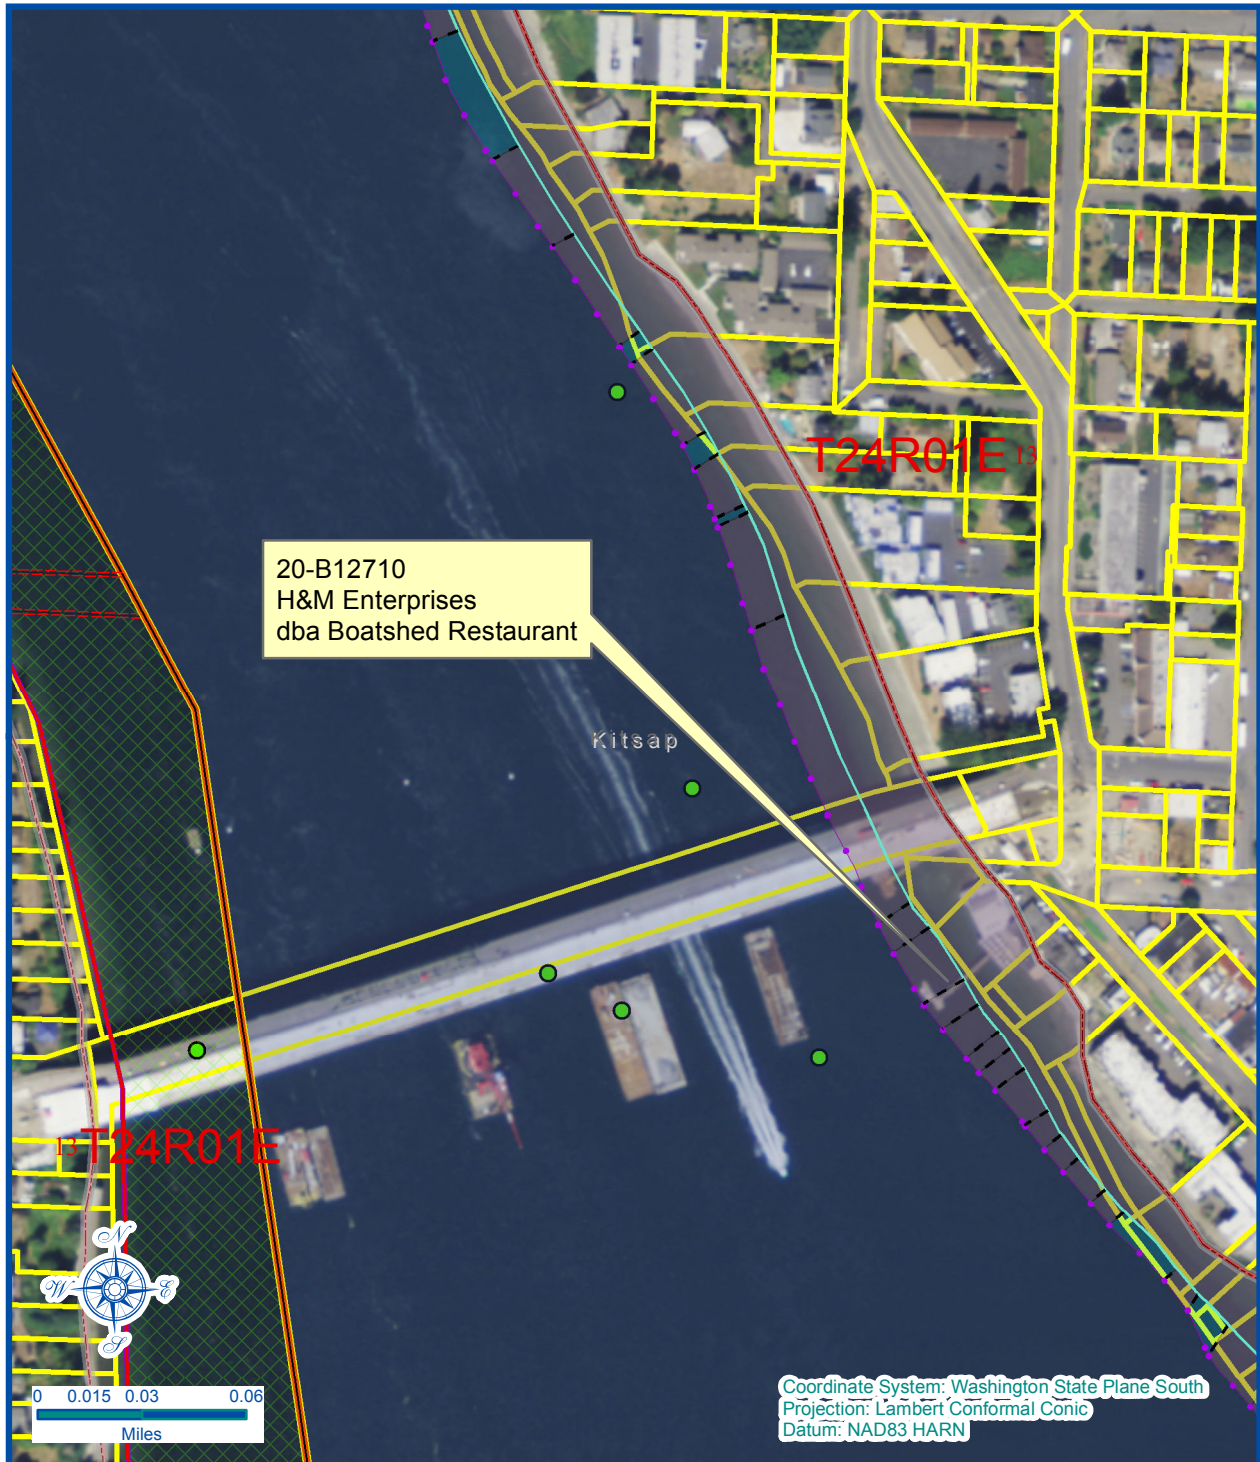 T24R01E 13
20-B12710
H&M Enterprises
dba Boatshed Restaurant
Kitsap
13 T24R01E
N
W E
S
0 0.015 0.03 0.06
Miles
Coordinate System: Washington State Plane South
Projection: Lambert Conformal Conic
Datum: NAD83 HARN